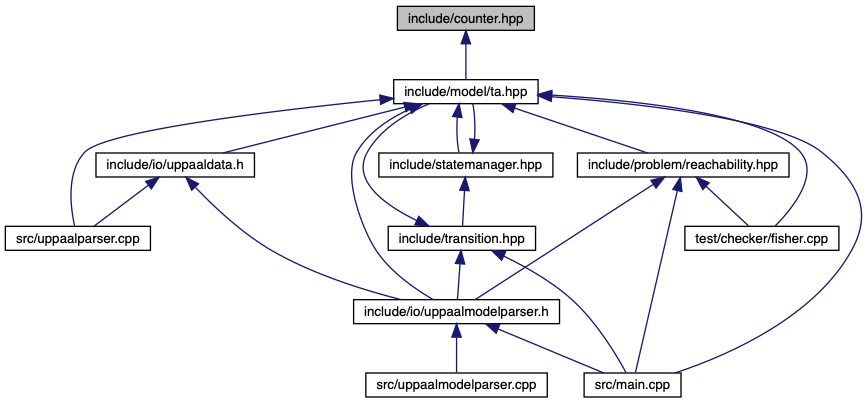 include/counter.hpp
include/model/ta.hpp
include/io/uppaaldata.h
include/statemanager.hpp
include/problem/reachability.hpp
src/uppaalparser.cpp
include/transition.hpp
test/checker/fisher.cpp
include/io/uppaalmodelparser.h
src/uppaalmodelparser.cpp
src/main.cpp